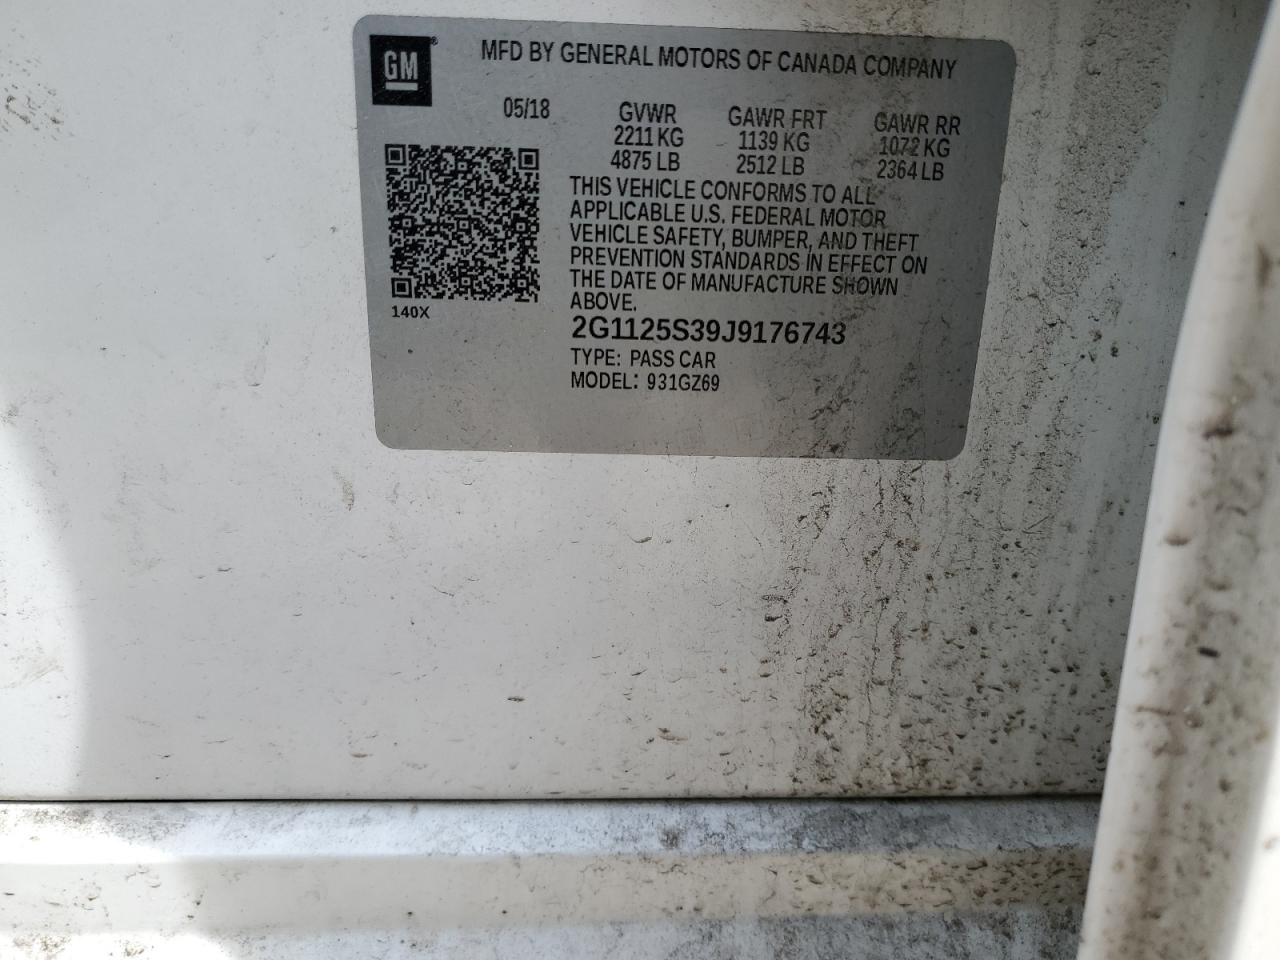 GM ®
MFD BY GENERAL MOTORS OF CANADA COMPANY
05/18 GVWR GAWR FRT GAWR RR
2211 KG 1139 KG 1072 KG
4875 LB 2512 LB 2364 LB
THIS VEHICLE CONFORMS TO ALL
APPLICABLE U.S. FEDERAL MOTOR
VEHICLE SAFETY, BUMPER, AND THEFT
PREVENTION STANDARDS IN EFFECT ON
THE DATE OF MANUFACTURE SHOWN
ABOVE.
140X
2G1125S39J9176743
TYPE: PASS CAR
MODEL: 931GZ69